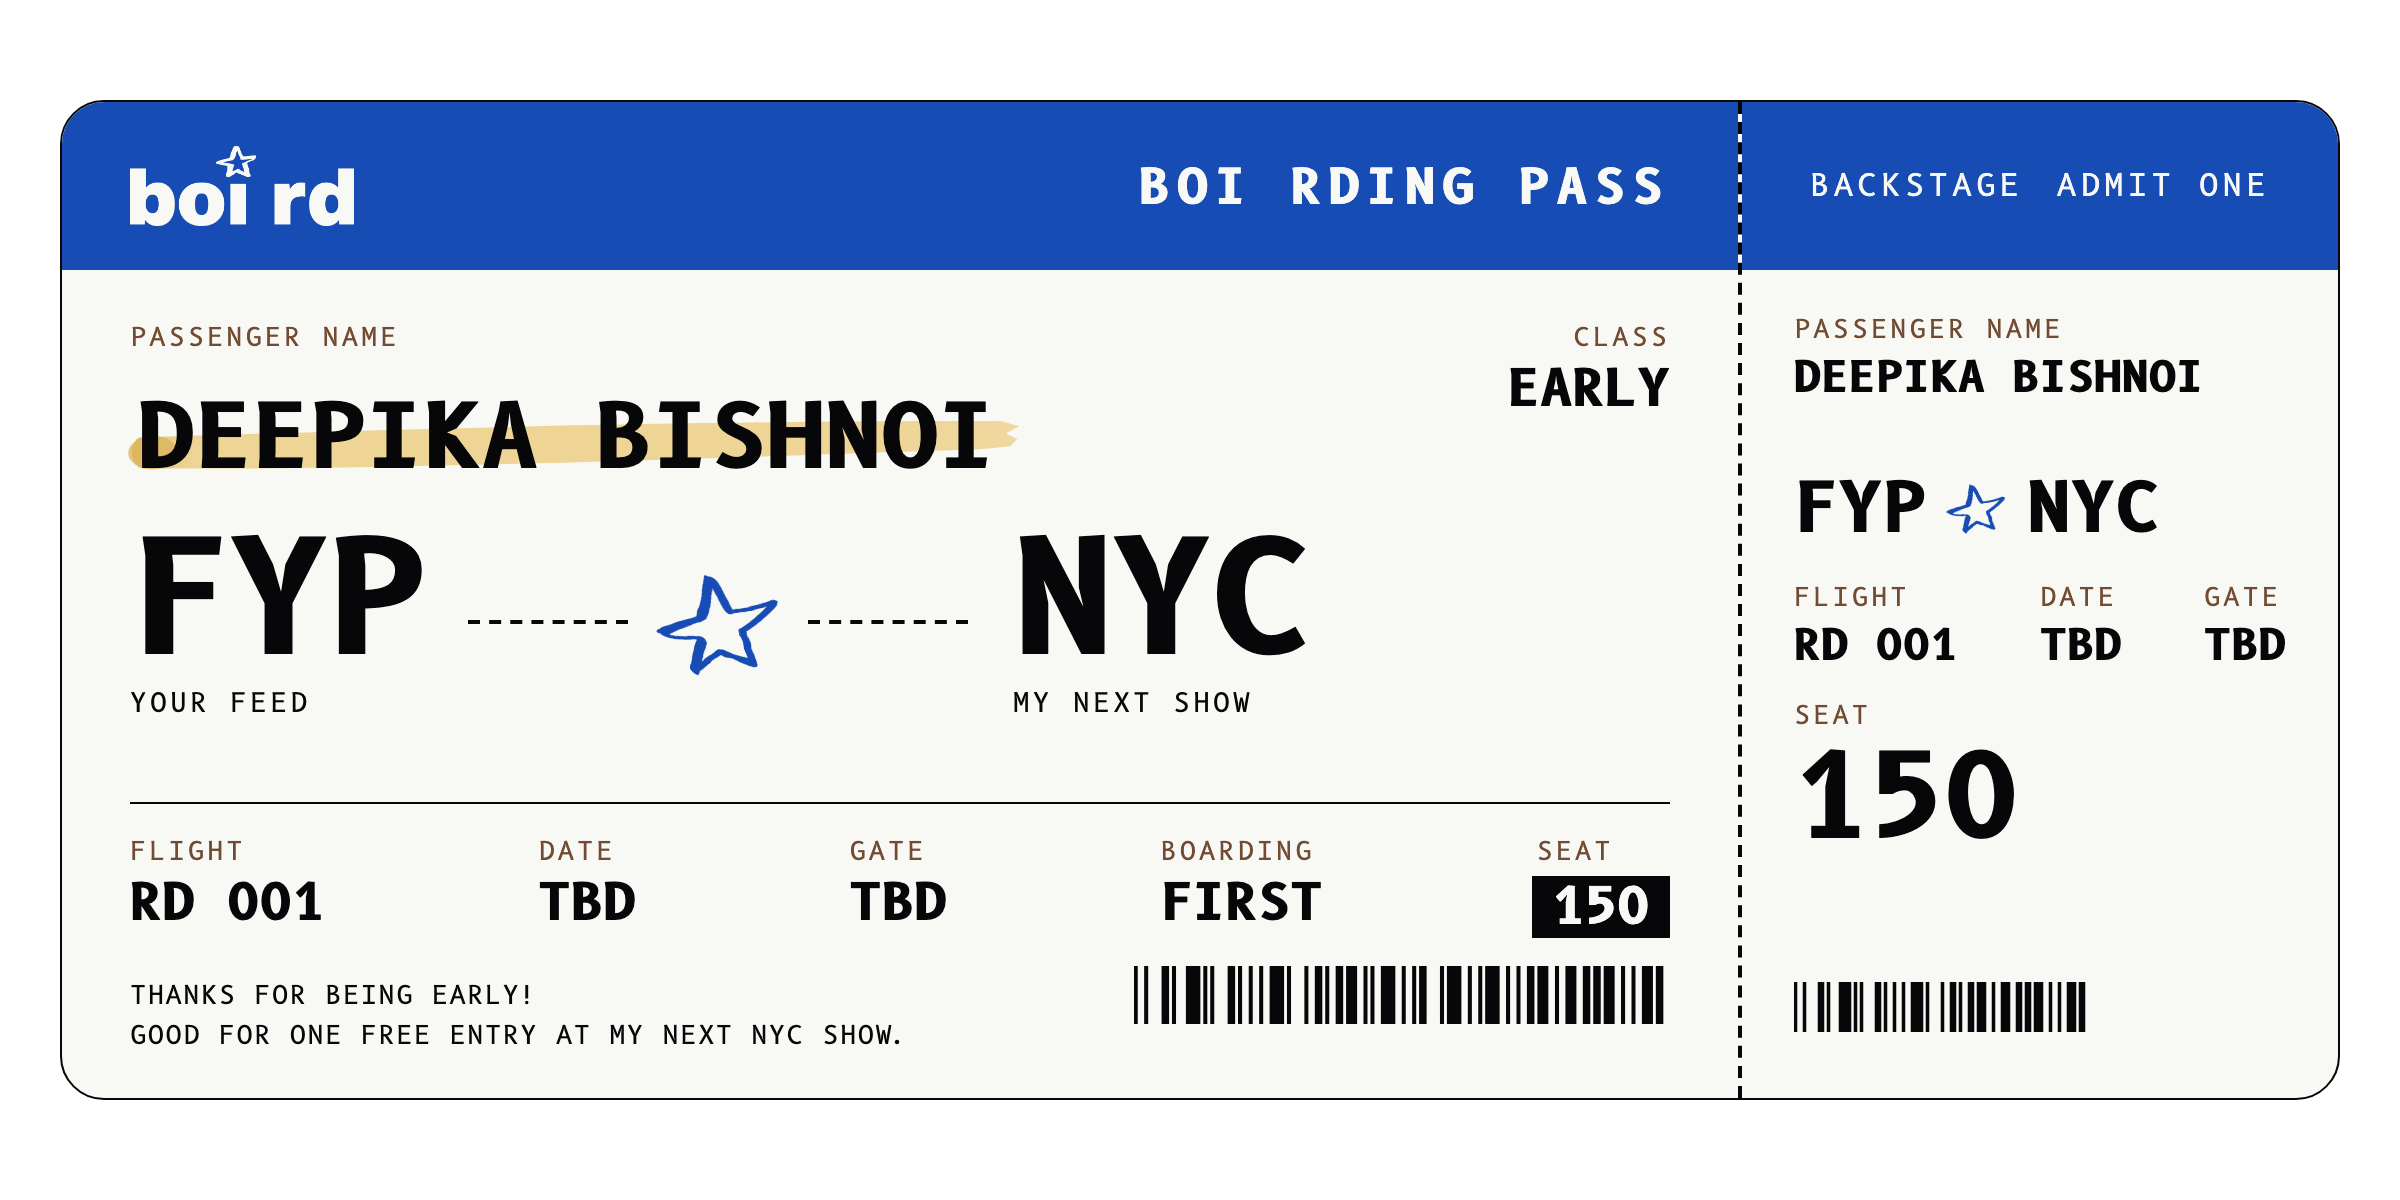 boi rd
BOI RDING PASS
PASSENGER NAME
DEEPIKA BISHNOI
CLASS
EARLY
FYP
NYC
YOUR FEED
MY NEXT SHOW
FLIGHT
RD 001
DATE
TBD
GATE
TBD
BOARDING
FIRST
SEAT
150
THANKS FOR BEING EARLY!
GOOD FOR ONE FREE ENTRY AT MY NEXT NYC SHOW.
BACKSTAGE ADMIT ONE
PASSENGER NAME
DEEPIKA BISHNOI
FYP NYC
FLIGHT
RD 001
DATE
TBD
GATE
TBD
SEAT
150